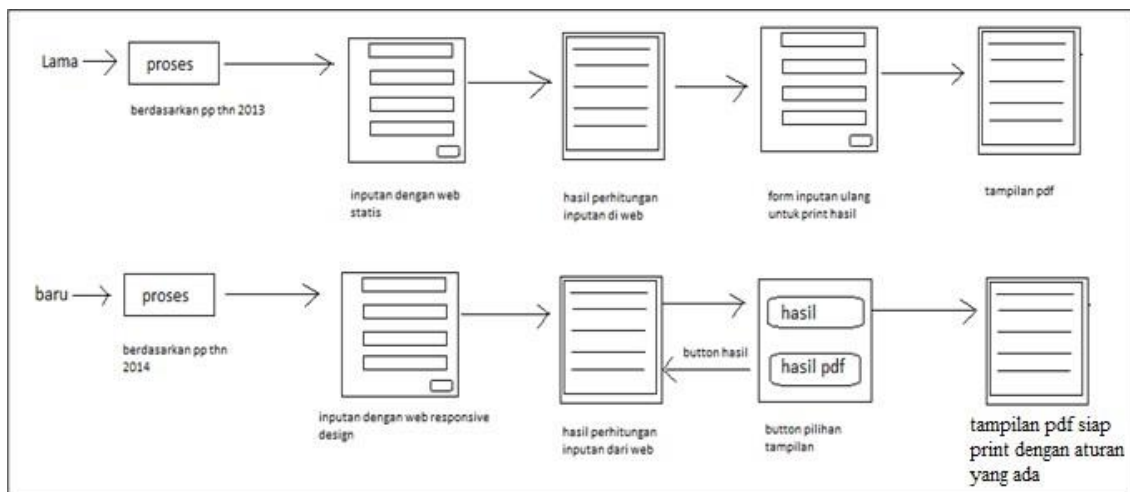 Lama
proses
berdasarkan pp thn 2013
inputan dengan web
statis
hasil perhitungan
inputan di web
form inputan ulang
untuk print hasil
tampilan pdf
baru
proses
berdasarkan pp thn
2014
inputan dengan web responsive
design
hasil perhitungan
inputan dari web
button hasil
hasil
hasil pdf
button pilihan
tampilan
tampilan pdf siap
print dengan aturan
yang ada